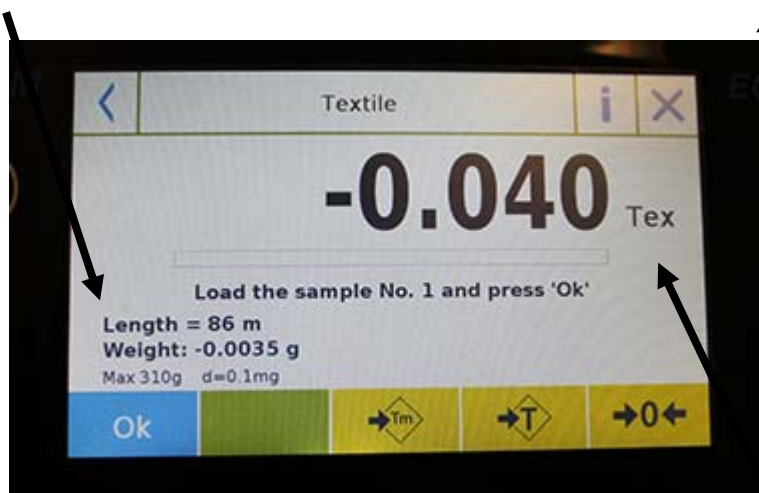 Textile
i
-0.040 Tex
Load the sample No. 1 and press 'Ok'
Length = 86 m
Weight: -0.0035 g
Max 310g d=0.1mg
Ok
Tm
T
0